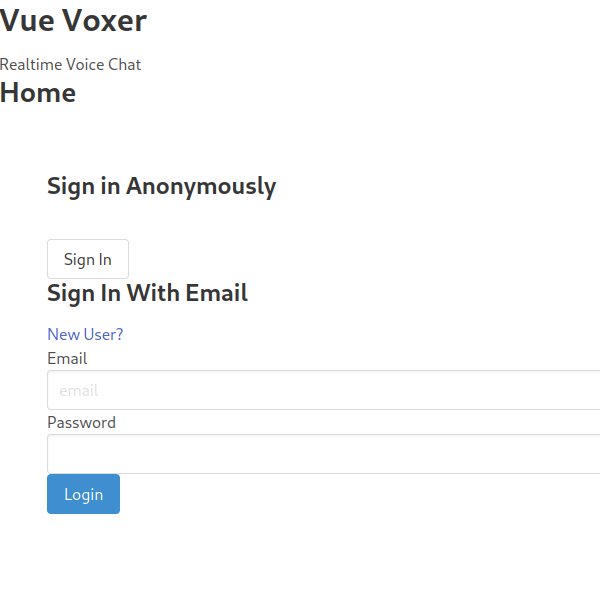 Vue Voxer
Realtime Voice Chat
Home
Sign in Anonymously
Sign In
Sign In With Email
New User?
Email
email
Password
Login